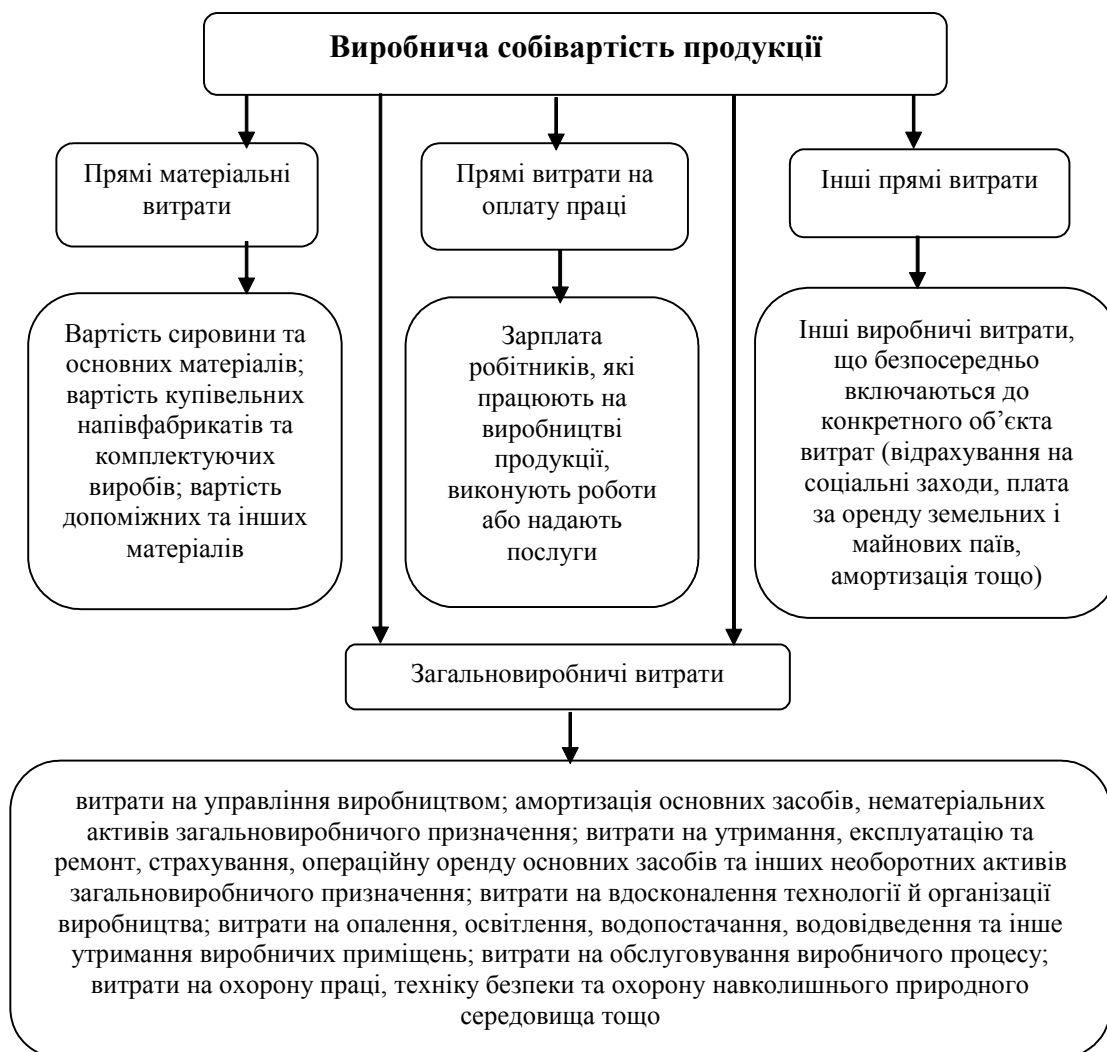 Виробнича собівартість продукції
Прямі матеріальні
витрати
Прямі витрати на
оплату праці
Інші прямі витрати
Вартість сировини та
основних матеріалів;
вартість купівельних
напівфабрикатів та
комплектуючих
виробів; вартість
допоміжних та інших
матеріалів
Зарплата
робітників, які
працюють на
виробництві
продукції,
виконують роботи
або надають
послуги
Інші виробничі витрати,
що безпосередньо
включаються до
конкретного об’єкта
витрат (відрахування на
соціальні заходи, плата
за оренду земельних і
майнових паїв,
амортизація тощо)
Загальновиробничі витрати
витрати на управління виробництвом; амортизація основних засобів, нематеріальних
активів загальновиробничого призначення; витрати на утримання, експлуатацію та
ремонт, страхування, операційну оренду основних засобів та інших необоротних активів
загальновиробничого призначення; витрати на вдосконалення технології й організації
виробництва; витрати на опалення, освітлення, водопостачання, водовідведення та інше
утримання виробничих приміщень; витрати на обслуговування виробничого процесу;
витрати на охорону праці, техніку безпеки та охорону навколишнього природного
середовища тощо